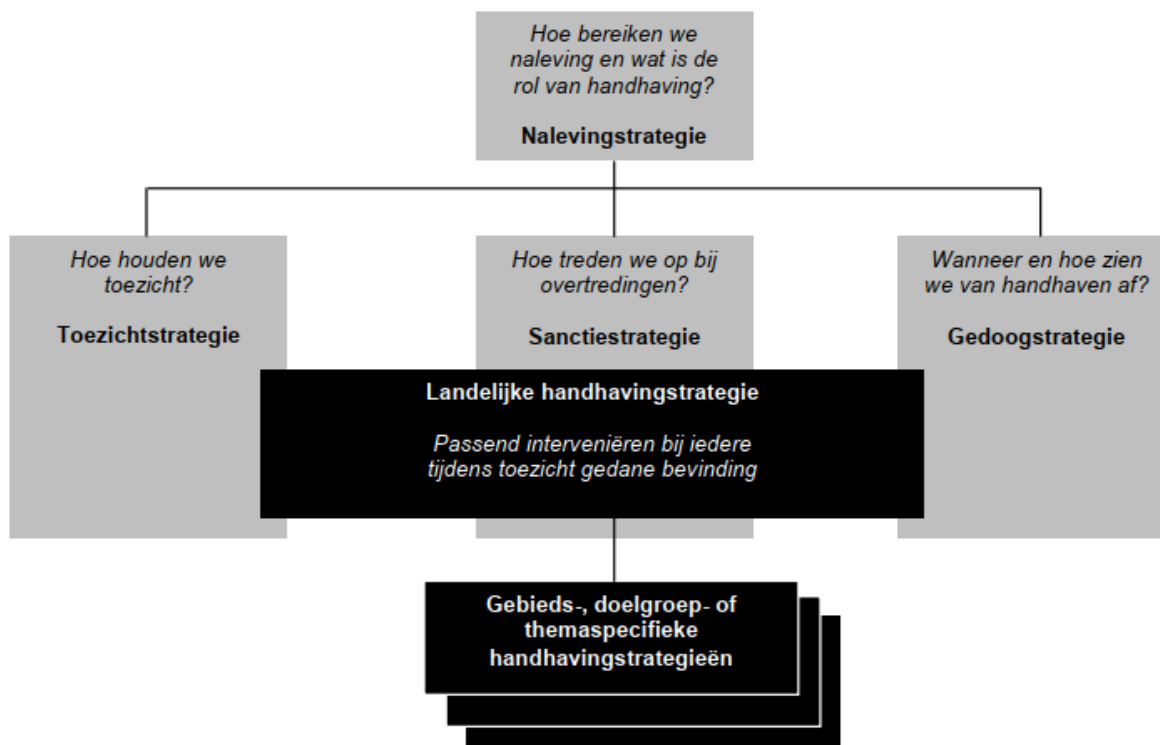 Hoe bereiken we
naleving en wat is de
rol van handhaving?
Nalevingstrategie
Hoe houden we
toezicht?
Toezichtstrategie
Hoe treden we op bij
overtredingen?
Sanctiestrategie
Wanneer en hoe zien
we van handhaven af?
Gedoogstrategie
Landelijke handhavingstrategie
Passend interveniëren bij iedere
tijdens toezicht gedane bevinding
Gebieds-, doelgroep- of
themaspecifieke
handhavingstrategieën